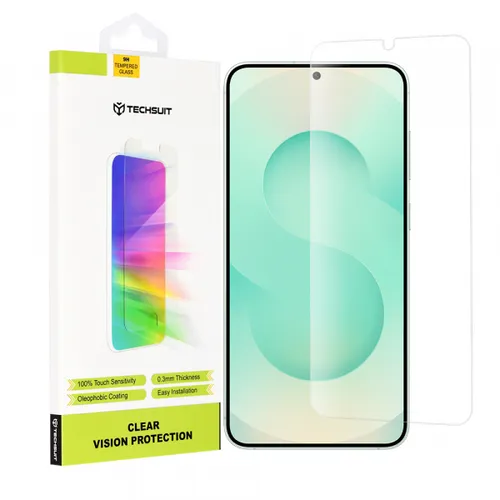 9H
TEMPERED
GLASS
TECHSUIT
100% Touch Sensitivity
0.3mm Thickness
Oleophobic Coating
Easy Installation
CLEAR
VISION PROTECTION
TECHSUIT